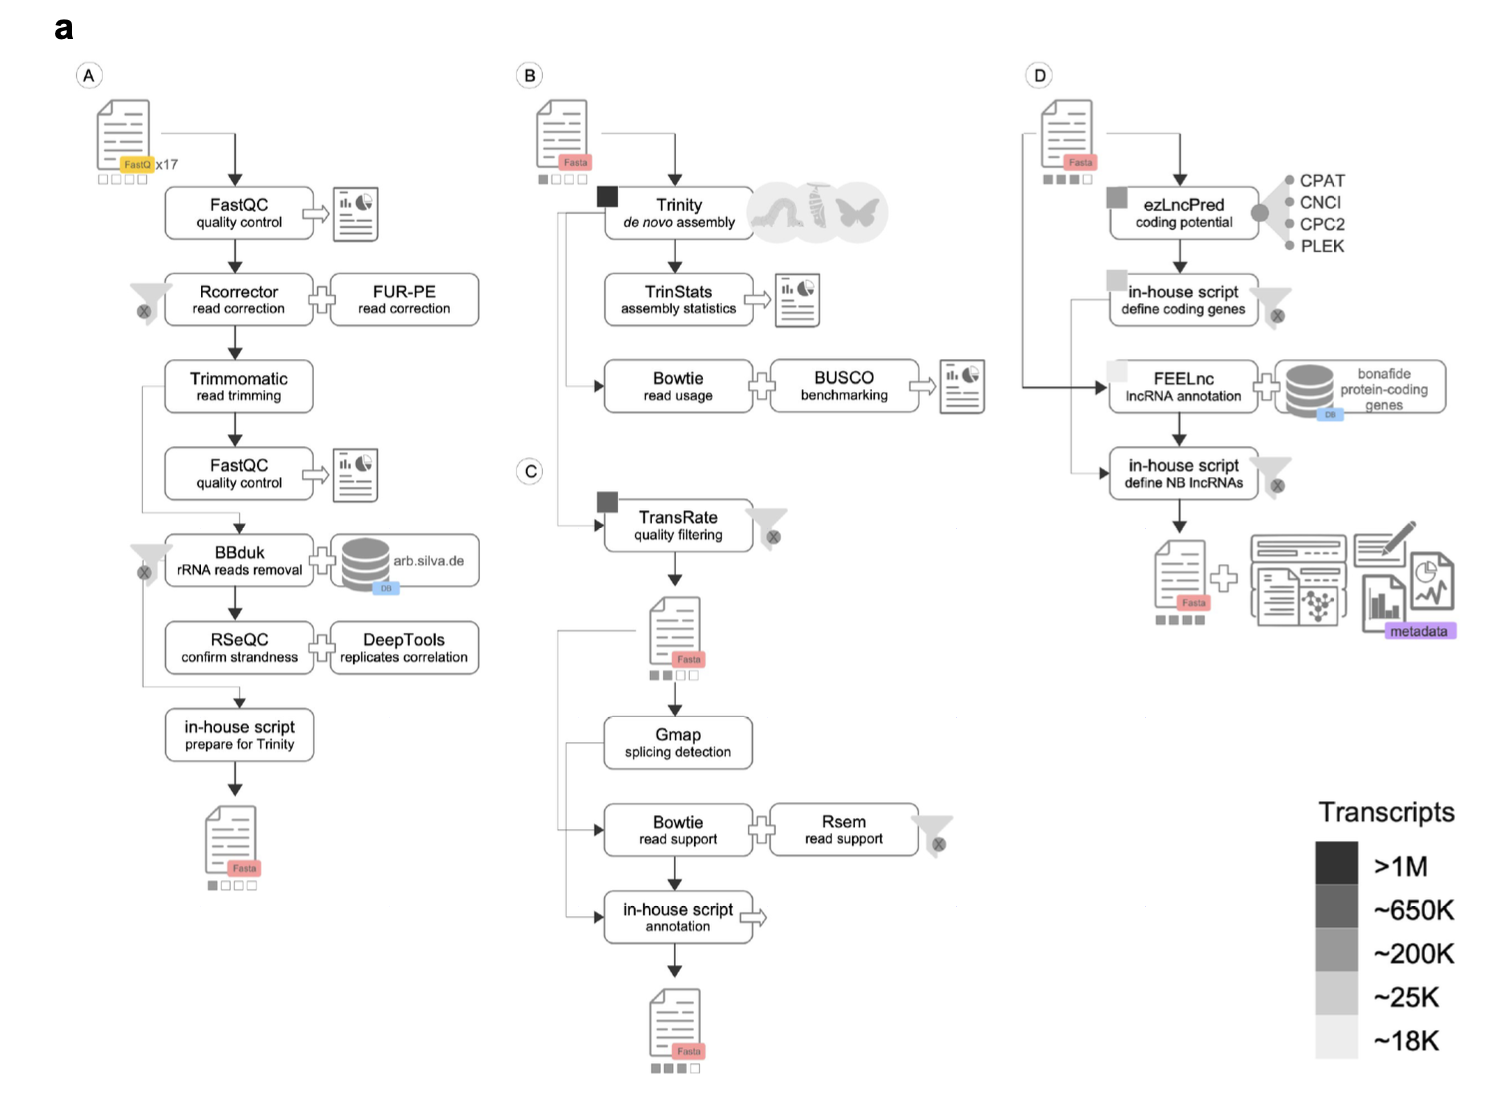 a
A
FastQ x17
FastQC
quality control
Rcorrector
read correction
FUR-PE
read correction
Trimmomatic
read trimming
FastQC
quality control
BBduk
rRNA reads removal
arb.silva.de
DB
RSeQC
confirm strandness
DeepTools
replicates correlation
in-house script
prepare for Trinity
Fasta
B
Fasta
Trinity
de novo assembly
TrinStats
assembly statistics
Bowtie
read usage
BUSCO
benchmarking
C
TransRate
quality filtering
Fasta
Gmap
splicing detection
Bowtie
read support
Rsem
read support
in-house script
annotation
Fasta
D
Fasta
ezLncPred
coding potential
CPAT
CNCI
CPC2
PLEK
in-house script
define coding genes
FEELnc
lncRNA annotation
bonafide
protein-coding
genes
DB
in-house script
define NB lncRNAs
Fasta
metadata
Transcripts
>1M
~650K
~200K
~25K
~18K